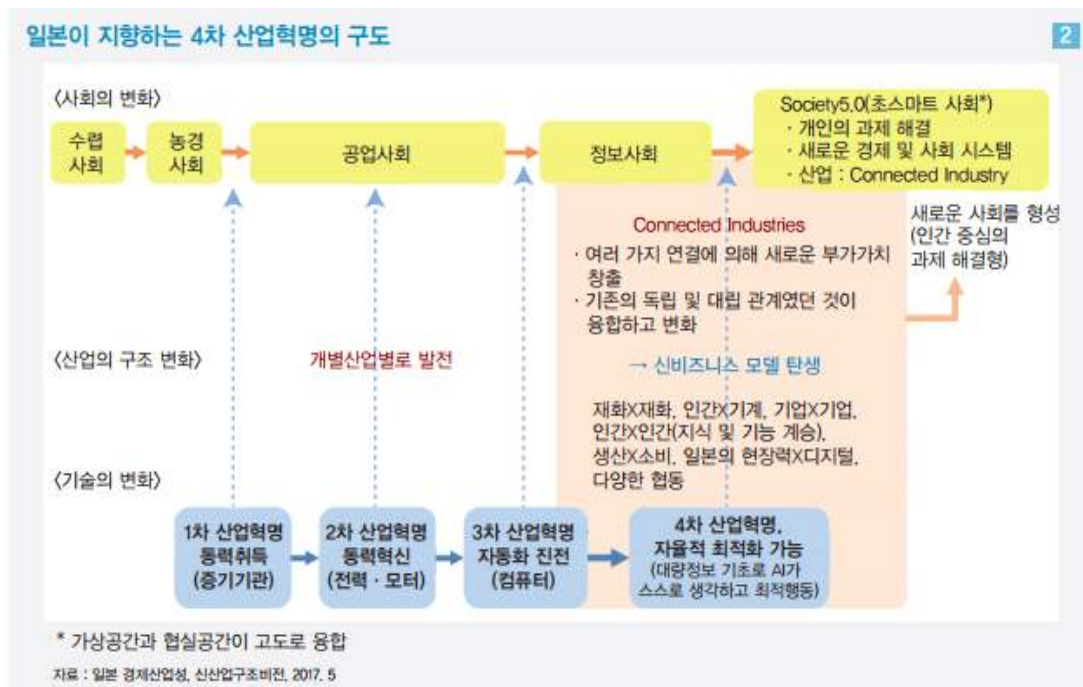 일본이 지향하는 4차 산업혁명의 구도
2
〈사회의 변화〉
수렵
사회
농경
사회
공업사회
정보사회
Society5.0(초스마트 사회*)
· 개인의 과제 해결
· 새로운 경제 및 사회 시스템
· 산업 : Connected Industry
새로운 사회를 형성
(인간 중심의
과제 해결형)
Connected Industries
· 여러 가지 연결에 의해 새로운 부가가치
창출
· 기존의 독립 및 대립 관계였던 것이
융합하고 변화
〈산업의 구조 변화〉
개별산업별로 발전
→ 신비즈니스 모델 탄생
재화X재화, 인간X기계, 기업X기업,
인간X인간(지식 및 기능 계승),
생산X소비, 일본의 현장력X디지털,
다양한 협동
〈기술의 변화〉
1차 산업혁명
동력취득
(증기기관)
2차 산업혁명
동력혁신
(전력 · 모터)
3차 산업혁명
자동화 진전
(컴퓨터)
4차 산업혁명,
자율적 최적화 가능
(대량정보 기초로 AI가
스스로 생각하고 최적행동)
* 가상공간과 협실공간이 고도로 융합
자료 : 일본 경제산업성, 신산업구조비전, 2017. 5